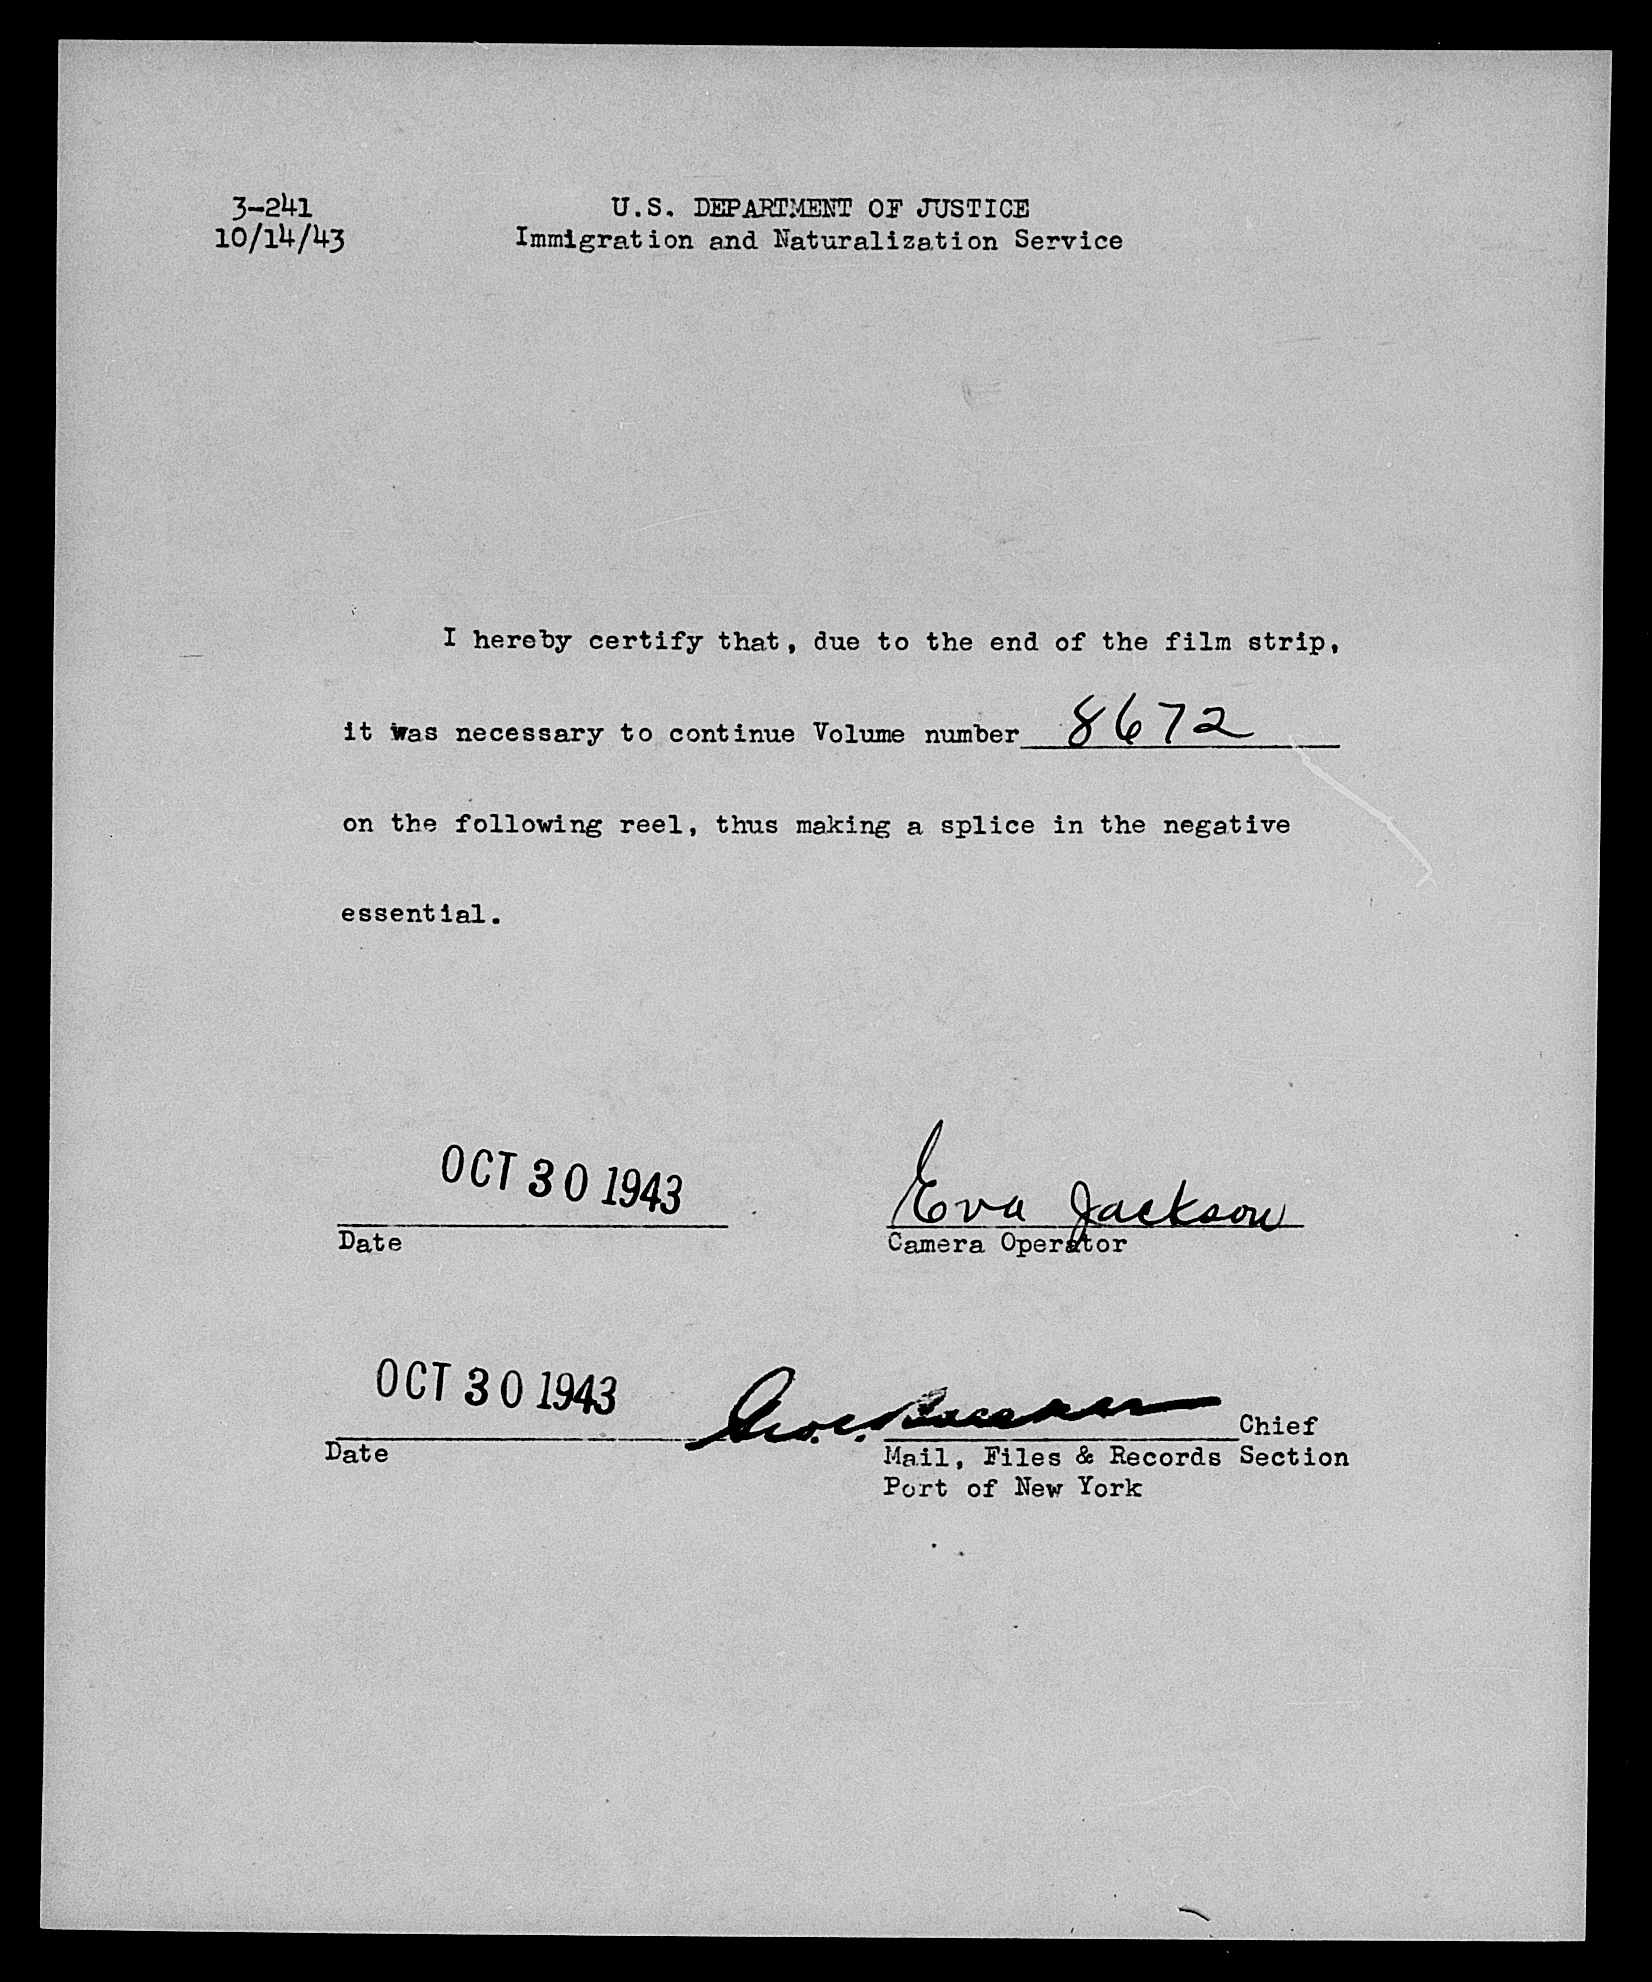 3-241
10/14/43
U.S. DEPARTMENT OF JUSTICE
Immigration and Naturalization Service
I hereby certify that, due to the end of the film strip,
it was necessary to continue Volume number 8672
on the following reel, thus making a splice in the negative
essential.
OCT 30 1943
Date
Eva Jackson
Camera Operator
OCT 30 1943
Date
Geo. C.
Chief
Mail, Files & Records Section
Port of New York